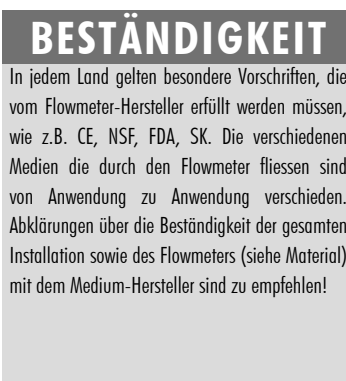 BESTÄNDIGKEIT
In jedem Land gelten besondere Vorschriften, die
vom Flowmeter-Hersteller erfüllt werden müssen,
wie z.B. CE, NSF, FDA, SK. Die verschiedenen
Medien die durch den Flowmeter fliessen sind
von Anwendung zu Anwendung verschieden.
Abklärungen über die Beständigkeit der gesamten
Installation sowie des Flowmeters (siehe Material)
mit dem Medium-Hersteller sind zu empfehlen!